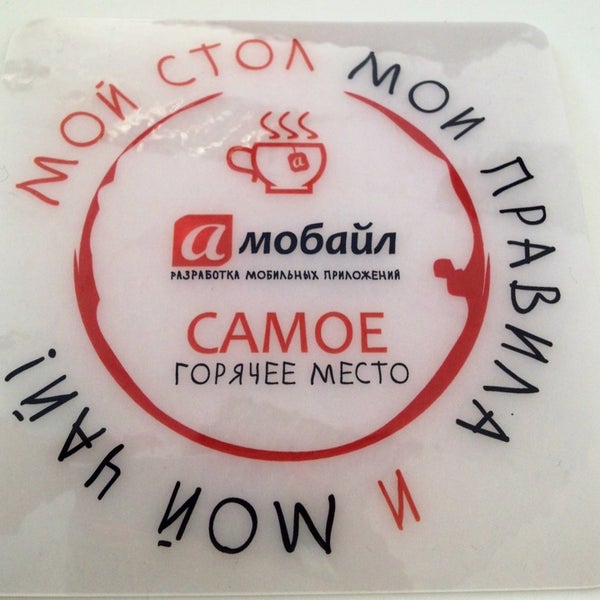 МОЙ СТОЛ МОИ ПРАВИЛА И МОЙ ЧАЙ!
а
а мобайл
РАЗРАБОТКА МОБИЛЬНЫХ ПРИЛОЖЕНИЙ
САМОЕ
ГОРЯЧЕЕ МЕСТО